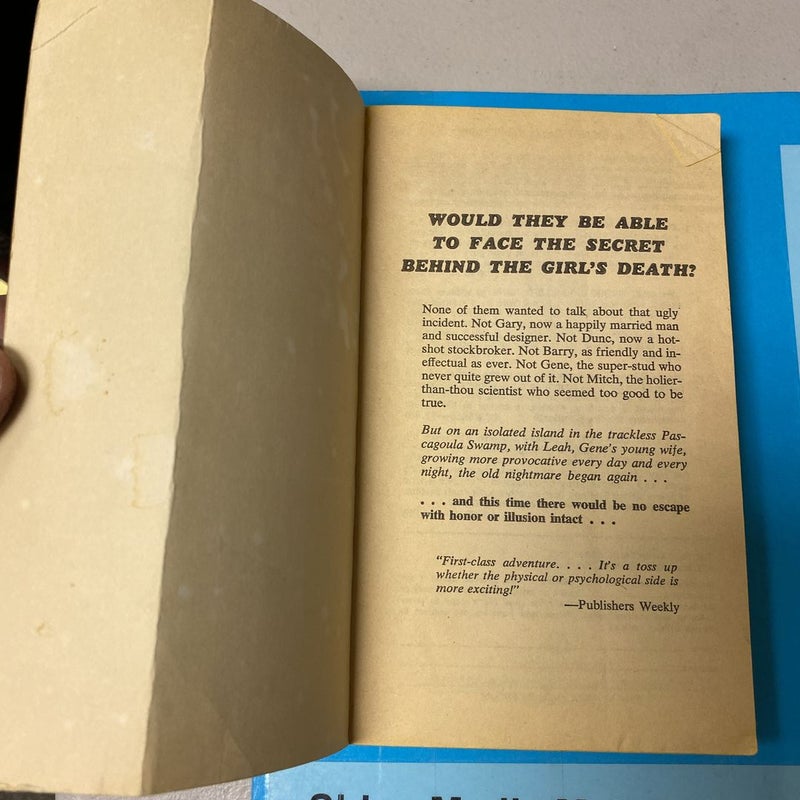 WOULD THEY BE ABLE
TO FACE THE SECRET
BEHIND THE GIRL'S DEATH?
None of them wanted to talk about that ugly
incident. Not Gary, now a happily married man
and successful designer. Not Dunc, now a hot-
shot stockbroker. Not Barry, as friendly and in-
effectual as ever. Not Gene, the super-stud who
never quite grew out of it. Not Mitch, the holier-
than-thou scientist who seemed too good to be
true.
But on an isolated island in the trackless Pas-
cagoula Swamp, with Leah, Gene's young wife,
growing more provocative every day and every
night, the old nightmare began again . . .
. . . and this time there would be no escape
with honor or illusion intact . . .
"First-class adventure. . . . It's a toss up
whether the physical or psychological side is
more exciting!"
—Publishers Weekly